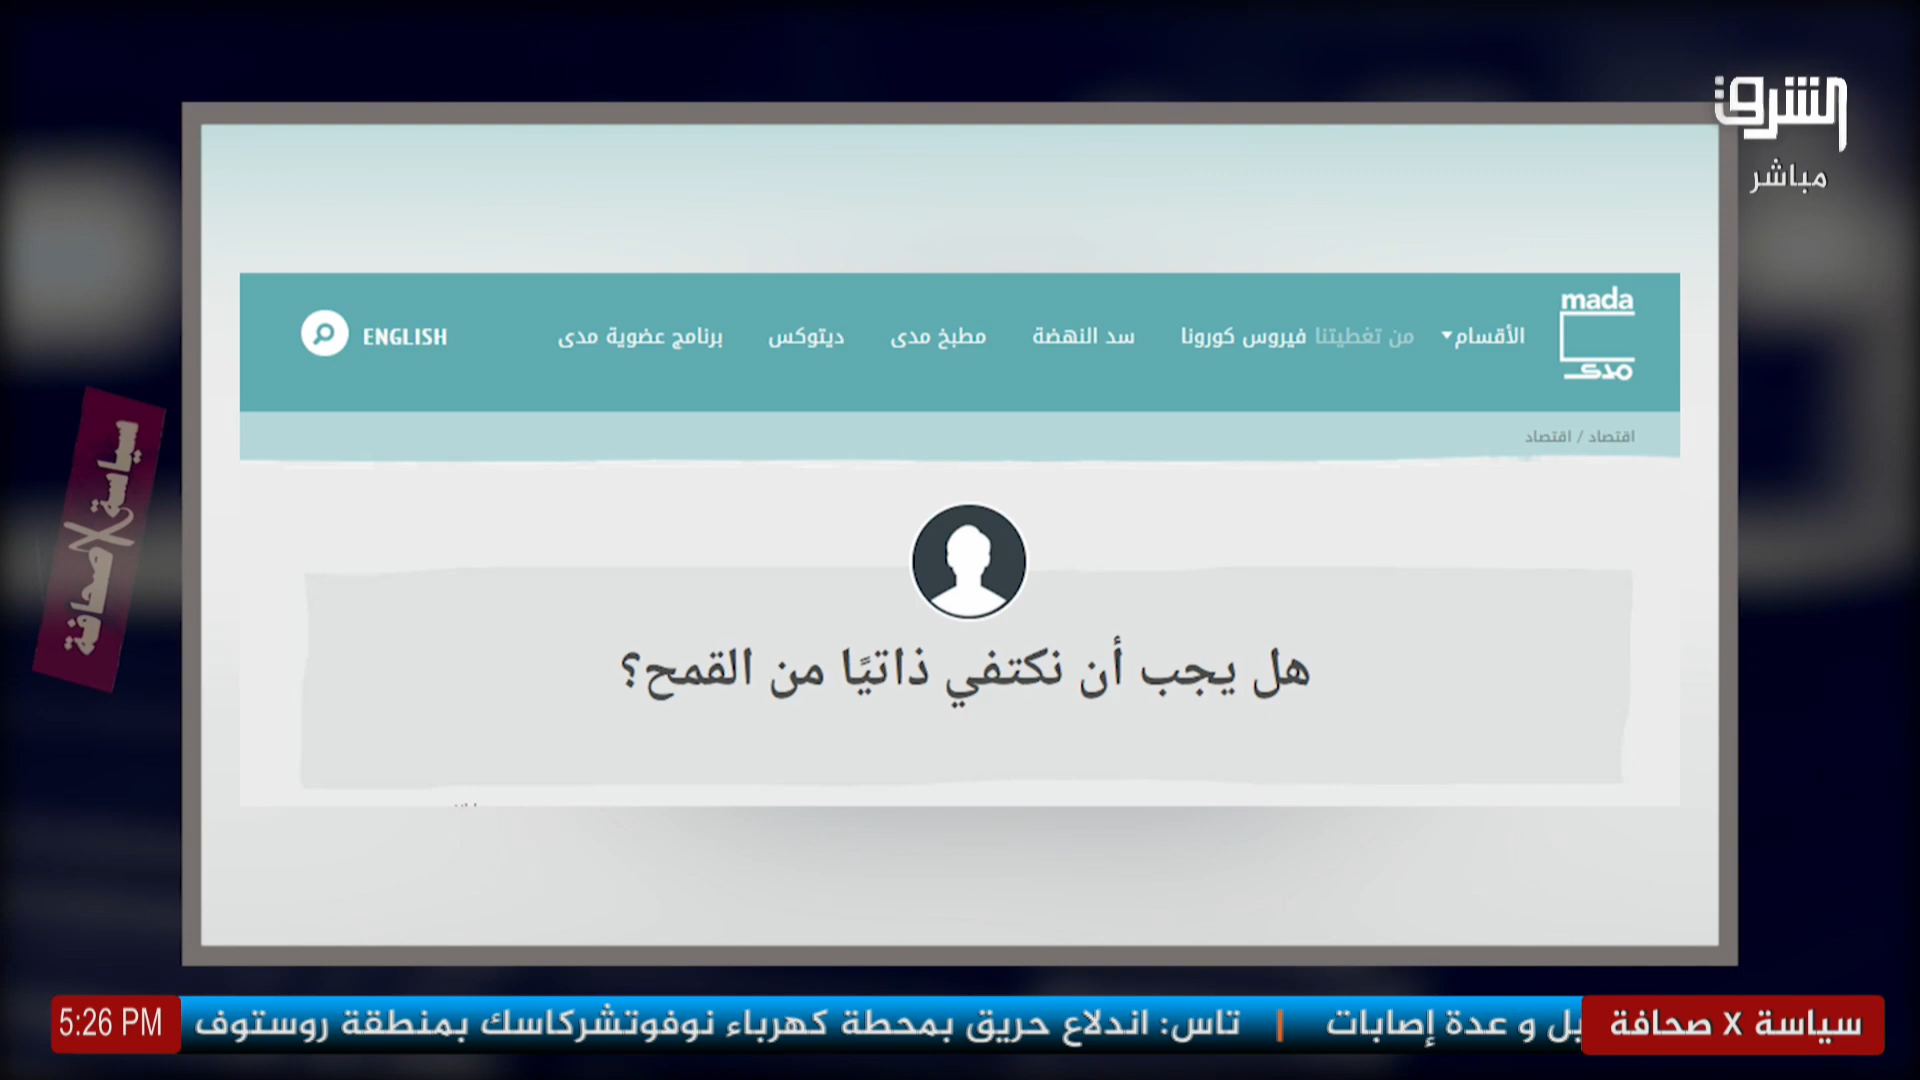 الشرق
مباشر
mada
مدى
الأقسام
من تغطيتنا فيروس كورونا
سد النهضة
مطبخ مدى
ديتوكس
برنامج عضوية مدى
ENGLISH
اقتصاد / اقتصاد
هل يجب أن نكتفي ذاتيًا من القمح؟
سياسة X صحافة
سياسة X صحافة
و عدة إصابات | تاس: اندلاع حريق بمحطة كهرباء نوفوتشركاسك بمنطقة روستوف
5:26 PM